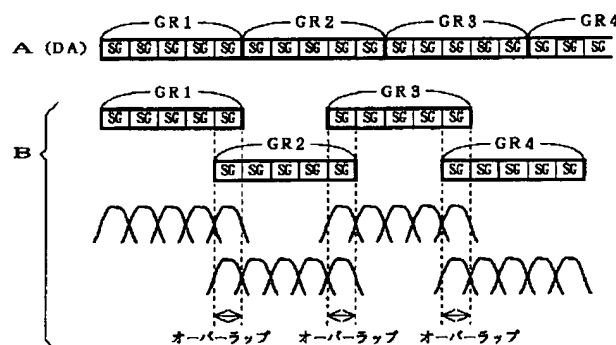 GR1 GR2 GR3 GR4
A (DA) SG SG SG SG SG SG SG SG SG SG SG SG SG SG SG SG SG SG
GR1 GR3
SG SG SG SG SG SG SG SG SG SG
B
GR2 GR4
SG SG SG SG SG SG SG SG SG SG
オーバーラップ オーバーラップ オーバーラップ